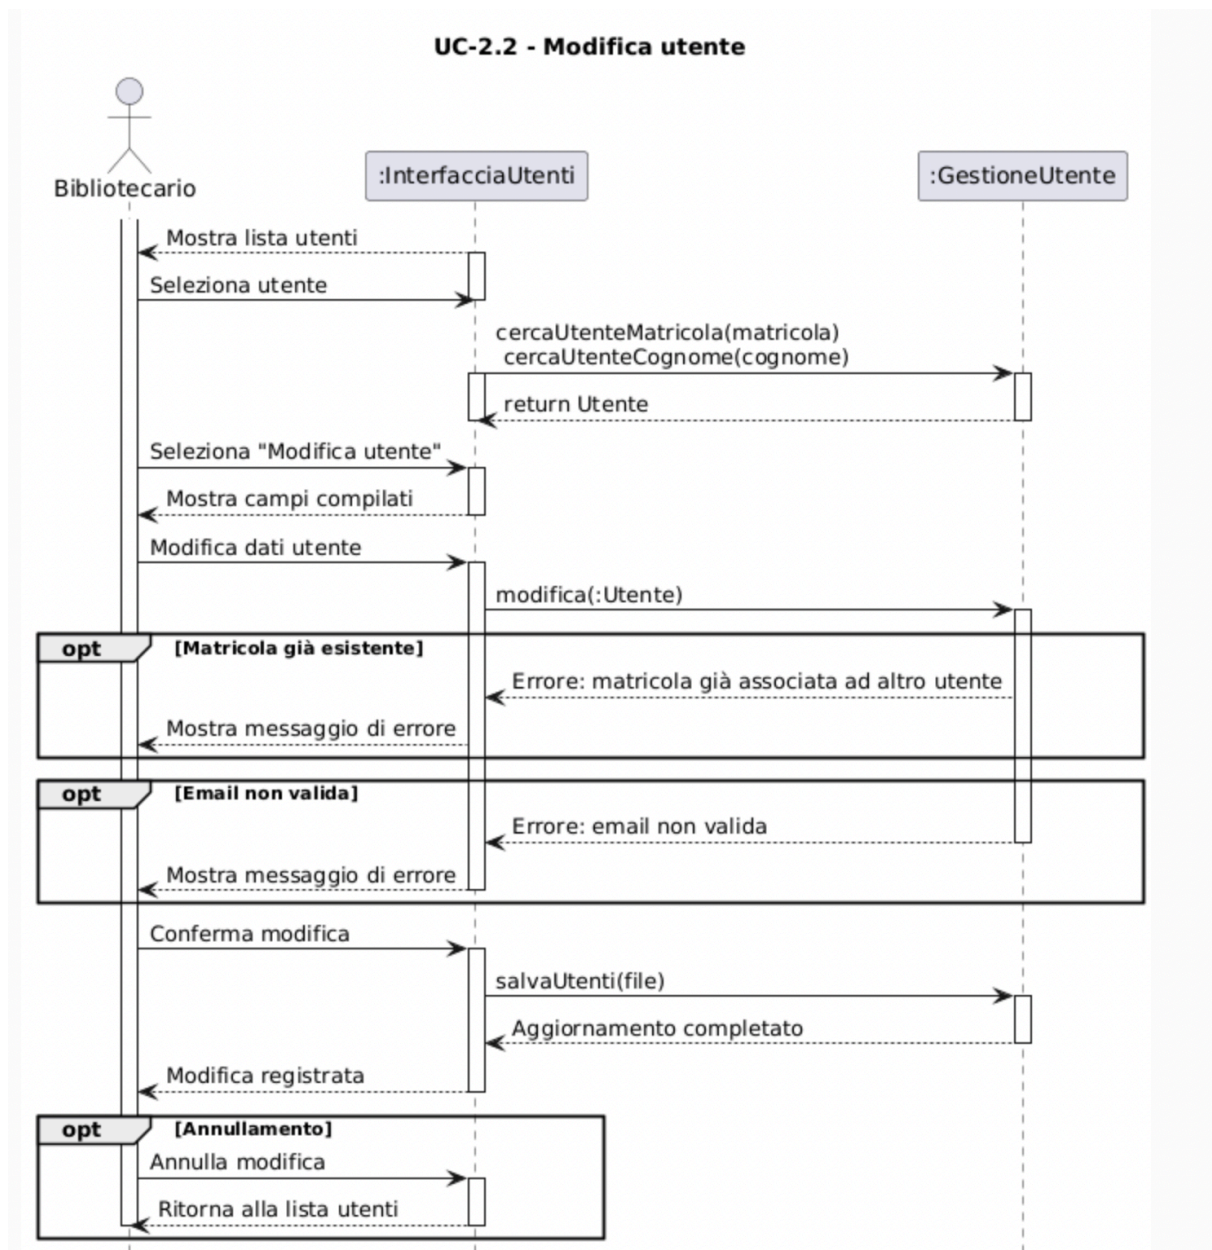 UC-2.2 - Modifica utente
Bibliotecario
:InterfacciaUtenti
:GestioneUtente
Mostra lista utenti
Seleziona utente
cercaUtenteMatricola(matricola)
cercaUtenteCognome(cognome)
return Utente
Seleziona "Modifica utente"
Mostra campi compilati
Modifica dati utente
modifica(:Utente)
opt [Matricola già esistente]
Errore: matricola già associata ad altro utente
Mostra messaggio di errore
opt [Email non valida]
Errore: email non valida
Mostra messaggio di errore
Conferma modifica
salvaUtenti(file)
Aggiornamento completato
Modifica registrata
opt [Annullamento]
Annulla modifica
Ritorna alla lista utenti